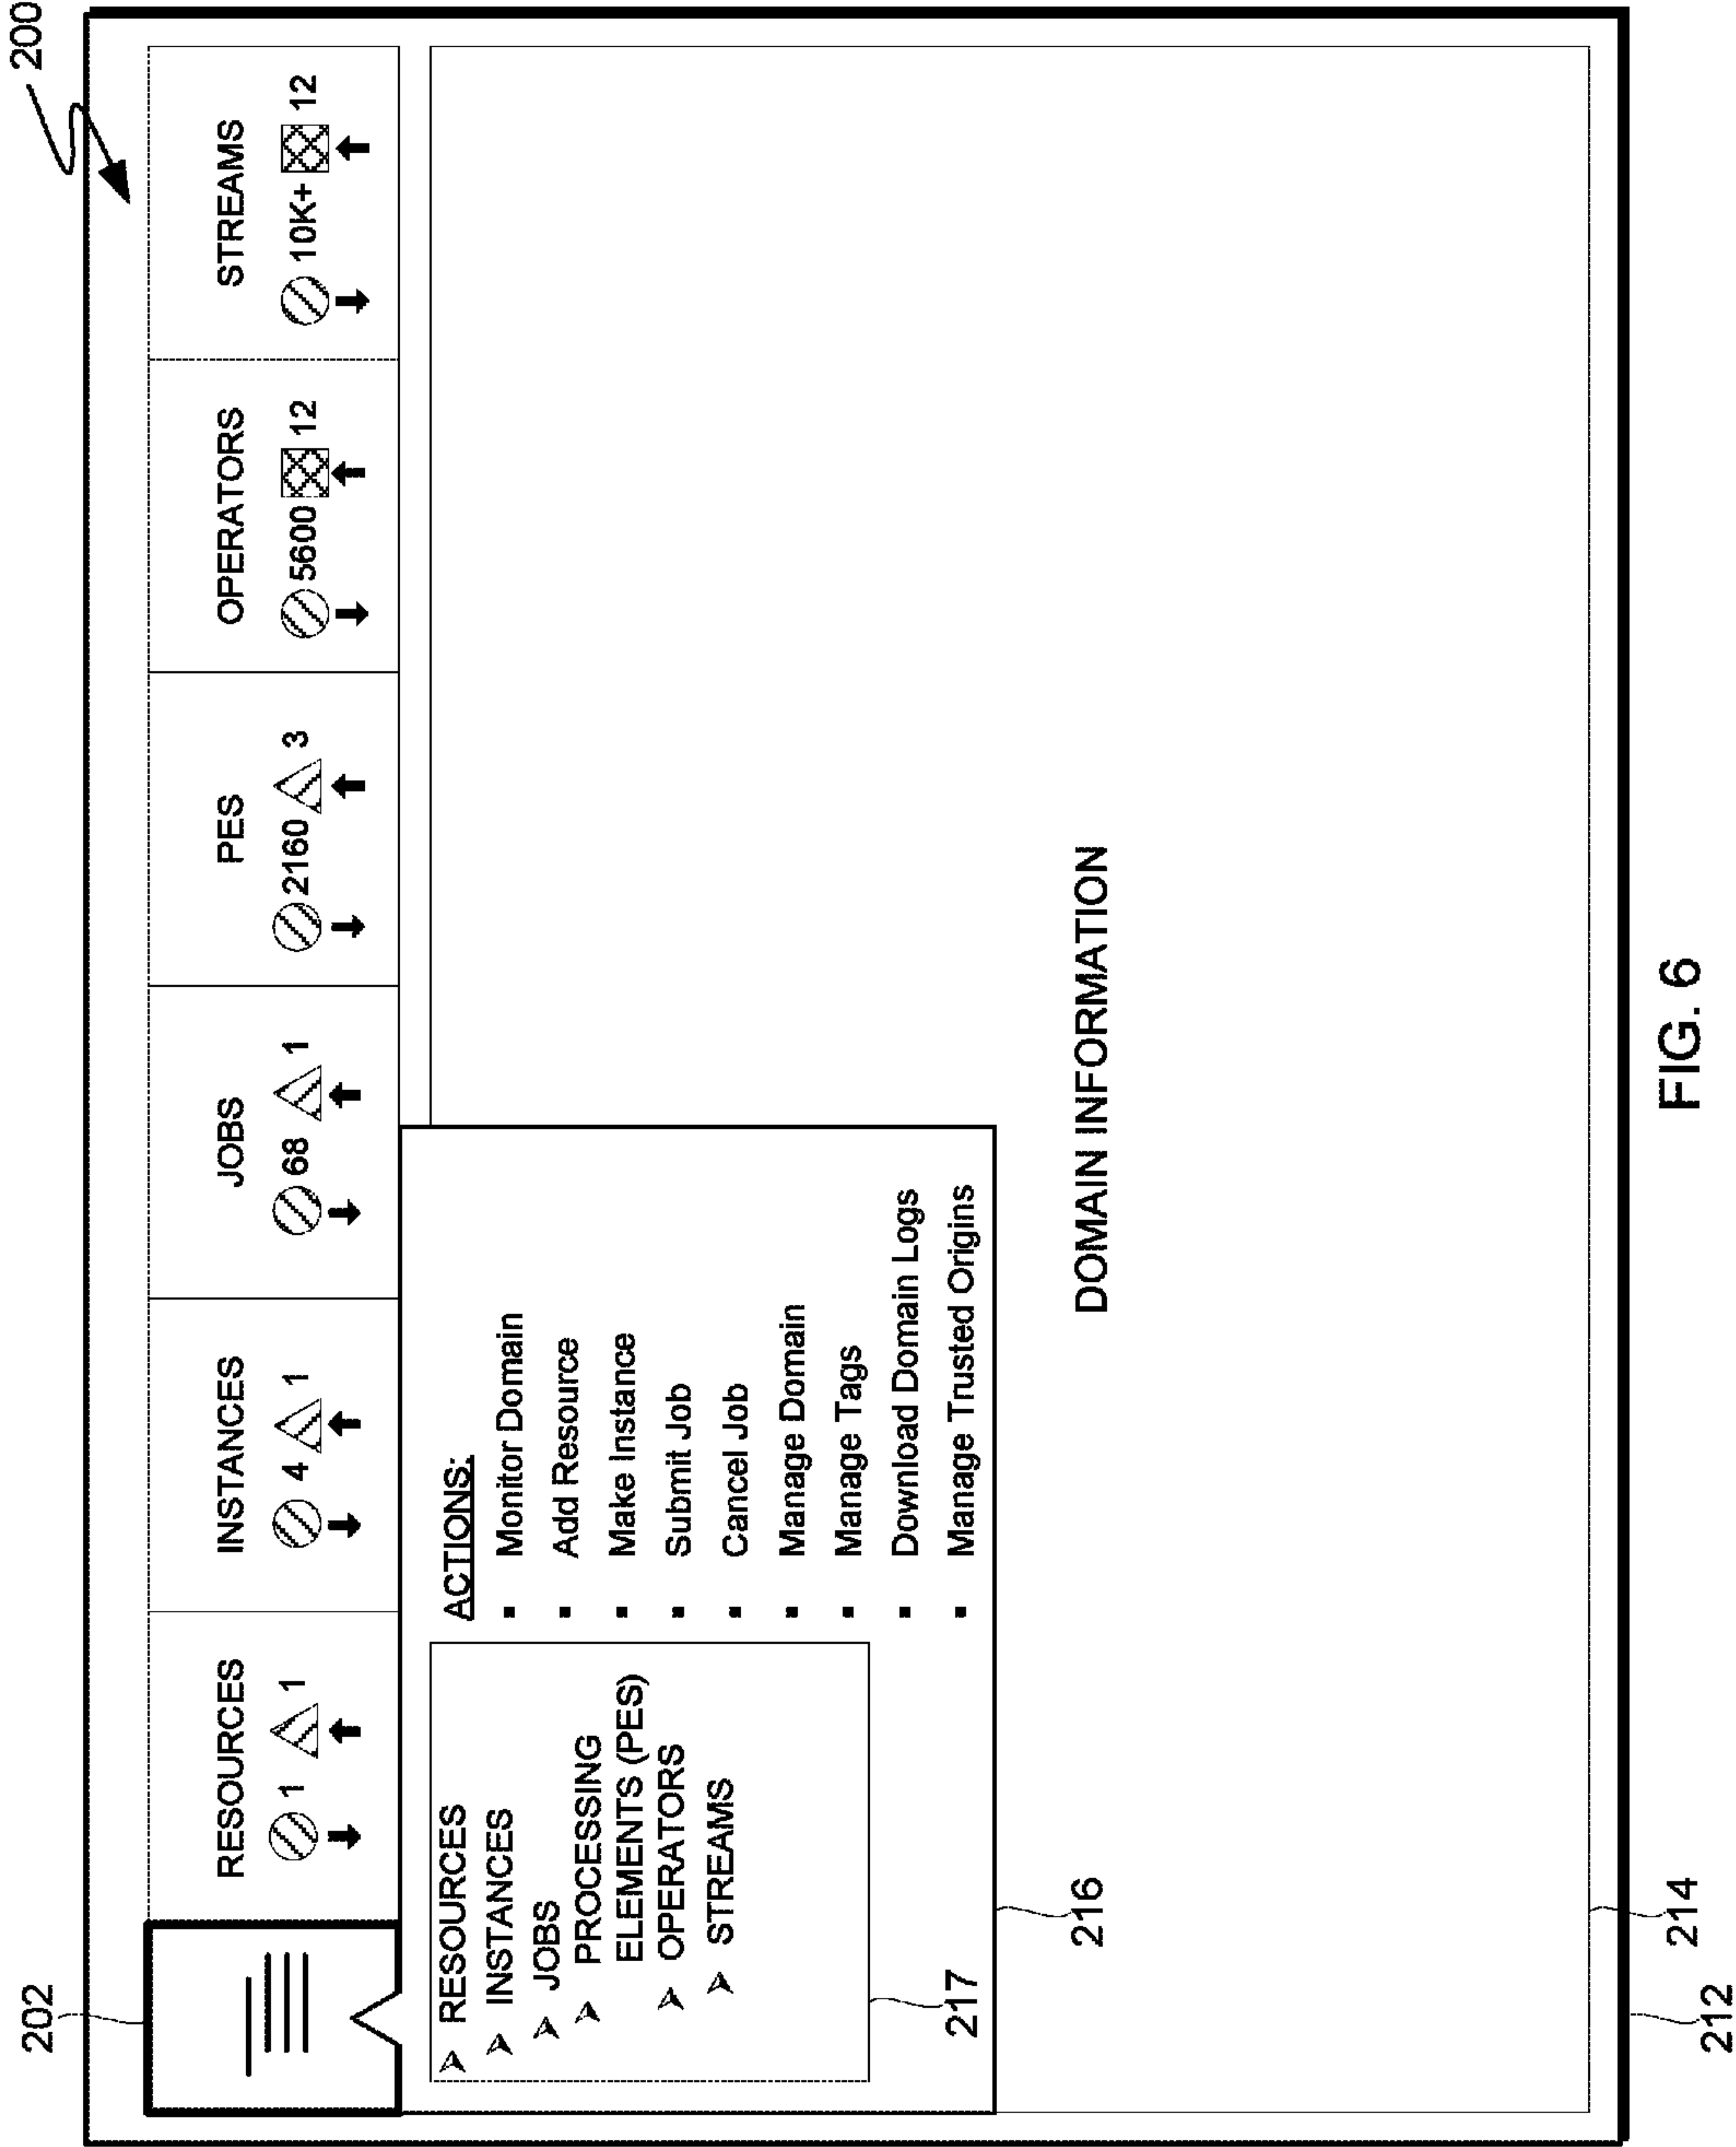 200
202
RESOURCES
1 1
INSTANCES
4 1
JOBS
68 1
PES
2160 3
OPERATORS
5600 12
STREAMS
10K+ 12
RESOURCES
INSTANCES
JOBS
PROCESSING
ELEMENTS (PES)
OPERATORS
STREAMS
217
ACTIONS:
Monitor Domain
Add Resource
Make Instance
Submit Job
Cancel Job
Manage Domain
Manage Tags
Download Domain Logs
Manage Trusted Origins
216
DOMAIN INFORMATION
212
214
FIG. 6